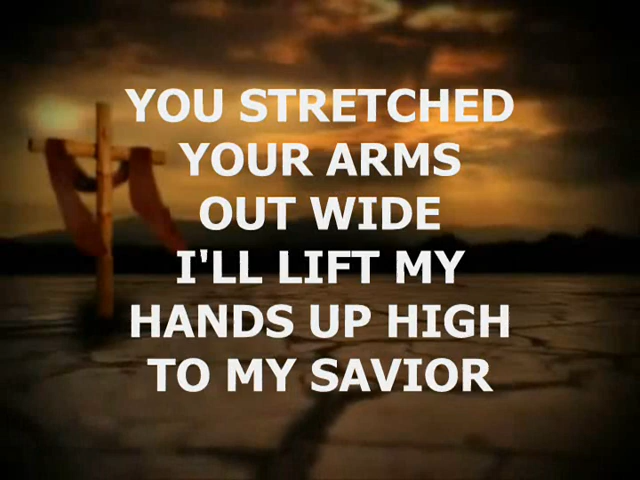 YOU STRETCHED
YOUR ARMS
OUT WIDE
I'LL LIFT MY
HANDS UP HIGH
TO MY SAVIOR